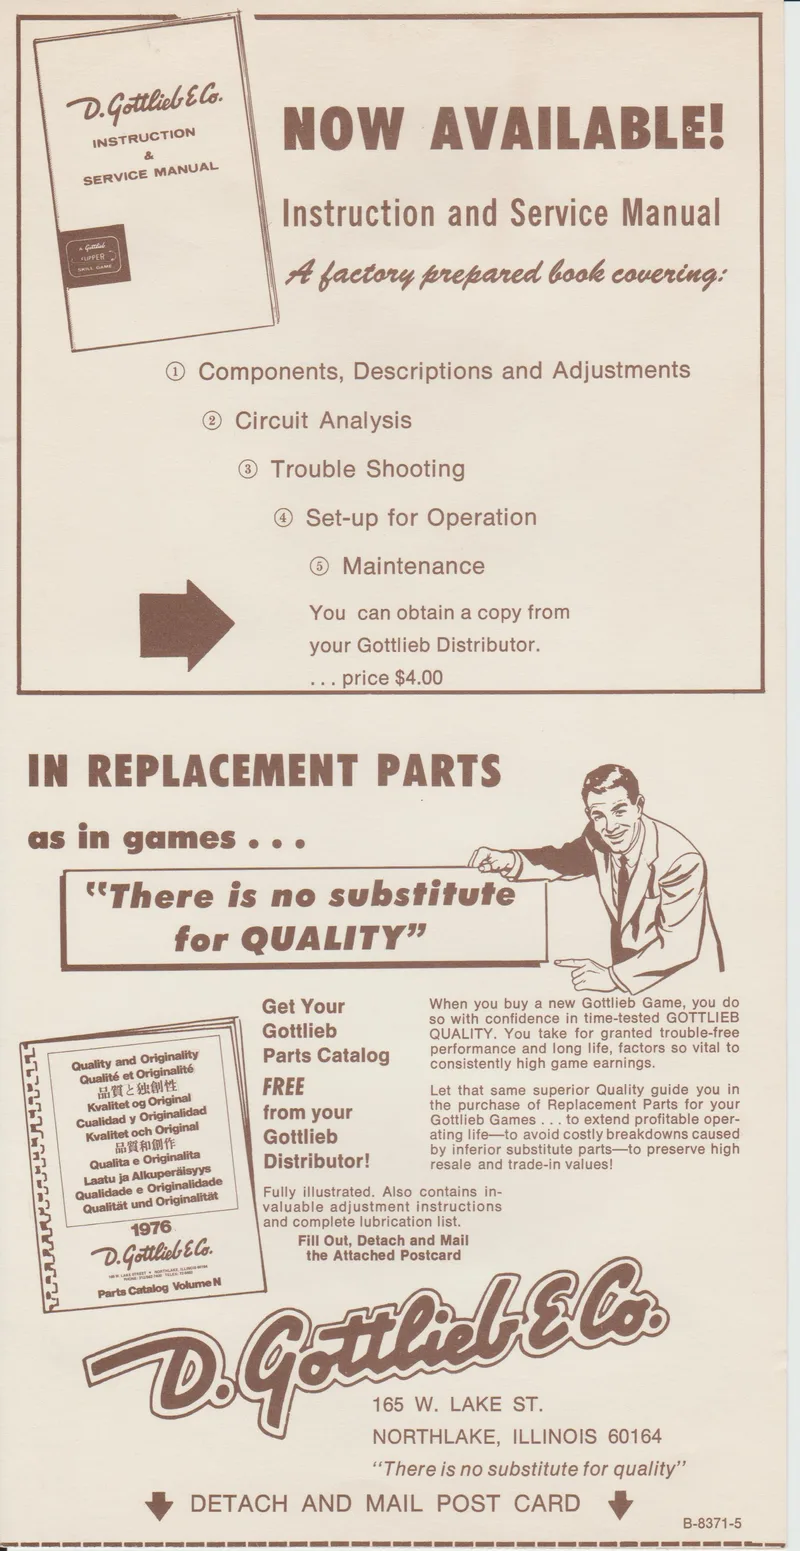 D. Gottlieb & Co.
INSTRUCTION
&
SERVICE MANUAL
D. Gottlieb
FLIPPER
SKILL GAME
NOW AVAILABLE!
Instruction and Service Manual
A factory prepared book covering:
① Components, Descriptions and Adjustments
② Circuit Analysis
③ Trouble Shooting
④ Set-up for Operation
⑤ Maintenance
You can obtain a copy from
your Gottlieb Distributor.
. . . price $4.00
IN REPLACEMENT PARTS
as in games . . .
"There is no substitute
for QUALITY"
Quality and Originality
Qualité et Originalité
品質と独創性
Kvalitet og Original
Cualidad y Originalidad
Kvalitet och Original
品質和創作
Qualita e Originalita
Laatu ja Alkuperäisyys
Qualidade e Originalidade
Qualität und Originalität
1976
D. Gottlieb & Co.
Parts Catalog Volume N
Get Your
Gottlieb
Parts Catalog
FREE
from your
Gottlieb
Distributor!
Fully illustrated. Also contains in-
valuable adjustment instructions
and complete lubrication list.
Fill Out, Detach and Mail
the Attached Postcard
When you buy a new Gottlieb Game, you do
so with confidence in time-tested GOTTLIEB
QUALITY. You take for granted trouble-free
performance and long life, factors so vital to
consistently high game earnings.
Let that same superior Quality guide you in
the purchase of Replacement Parts for your
Gottlieb Games . . . to extend profitable oper-
ating life—to avoid costly breakdowns caused
by inferior substitute parts—to preserve high
resale and trade-in values!
D. Gottlieb & Co.
165 W. LAKE ST.
NORTHLAKE, ILLINOIS 60164
"There is no substitute for quality"
DETACH AND MAIL POST CARD
B-8371-5